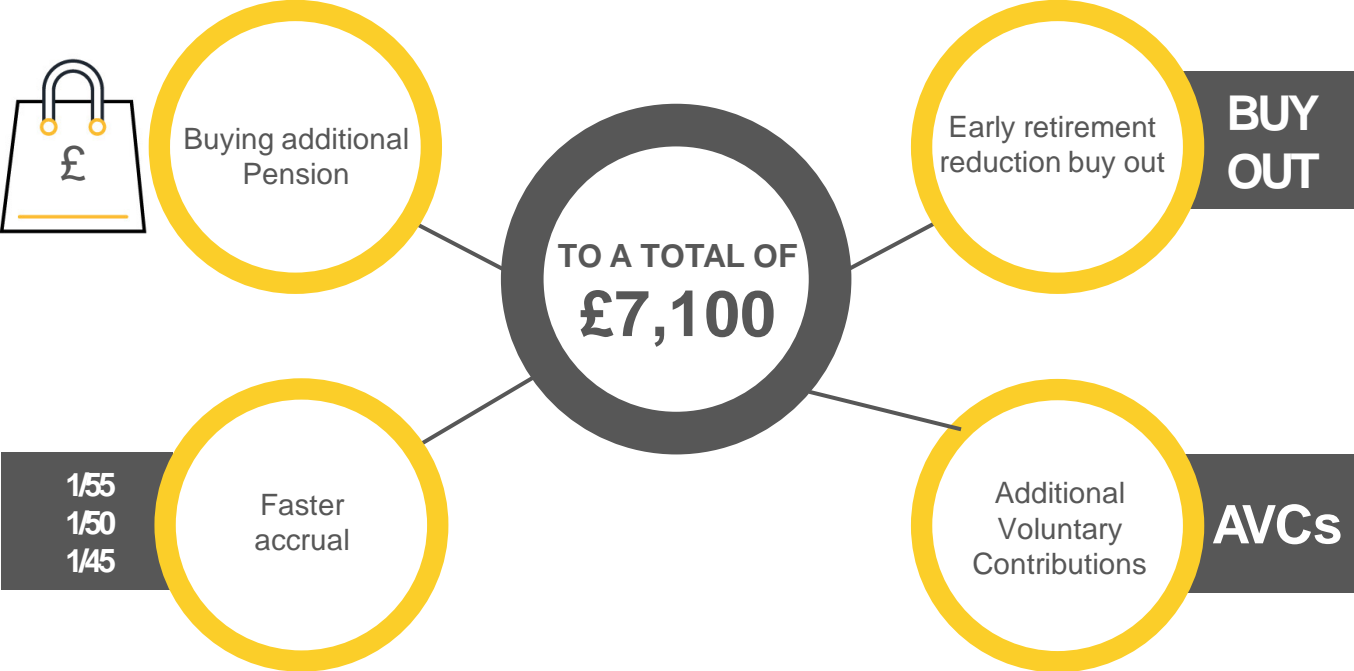 £
Buying additional
Pension
Early retirement
reduction buy out
BUY
OUT
TO A TOTAL OF
£7,100
1/55
1/50
1/45
Faster
accrual
Additional
Voluntary
Contributions
AVCs